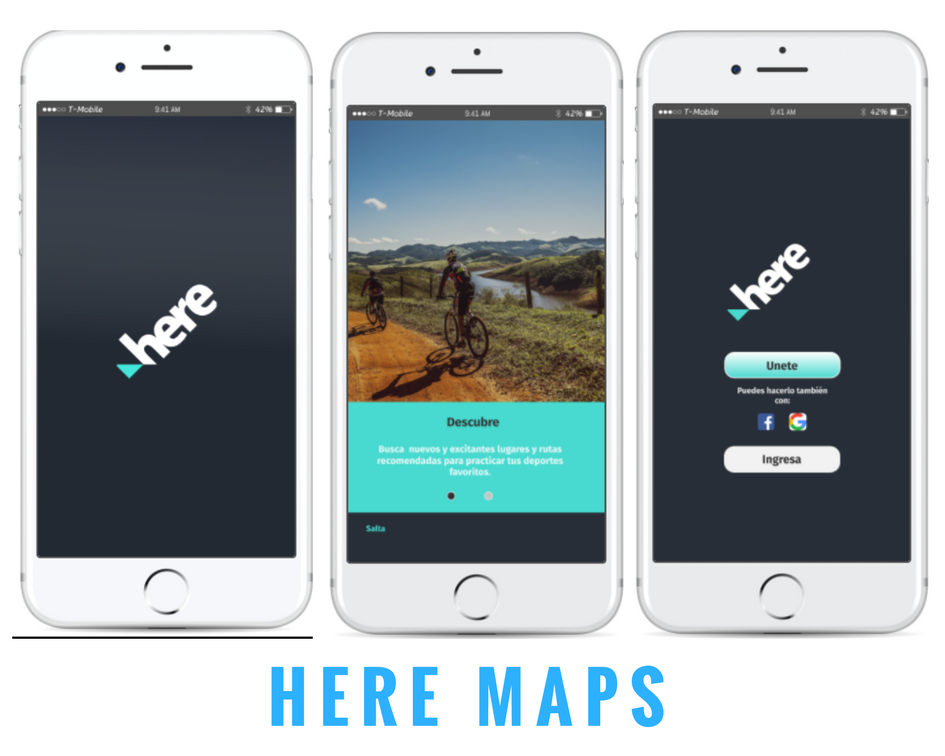 T-Mobile 9:41 AM 42%
here
T-Mobile 9:41 AM 42%
Descubre
Busca nuevos y excitantes lugares y rutas
recomendadas para practicar tus deportes
favoritos.
Salta
T-Mobile 9:41 AM 42%
here
Unete
Puedes hacerlo también
con:
f G
Ingresa
HERE MAPS